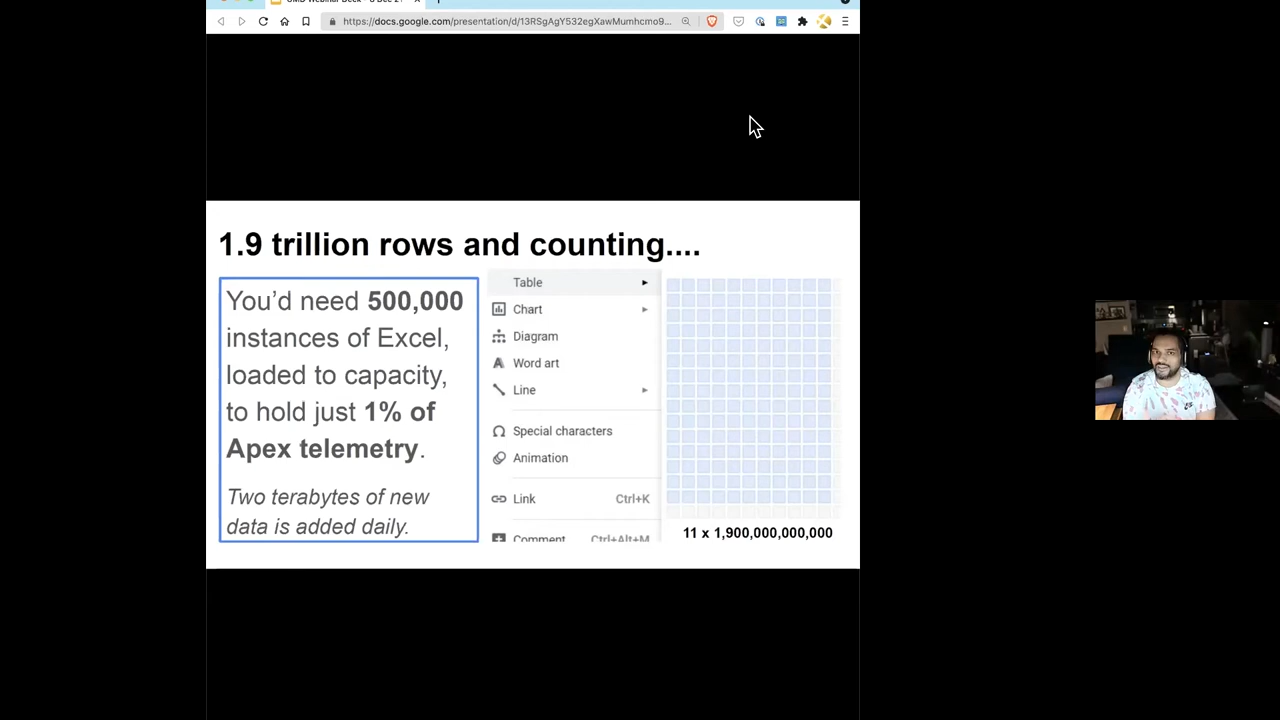 https://docs.google.com/presentation/d/13RSgAgY532egXawMumhcmo9...
1.9 trillion rows and counting....
You'd need 500,000
instances of Excel,
loaded to capacity,
to hold just 1% of
Apex telemetry.
Two terabytes of new
data is added daily.
Table
Chart
Diagram
Word art
Line
Special characters
Animation
Link Ctrl+K
Comment Ctrl+Alt+M
11 x 1,900,000,000,000